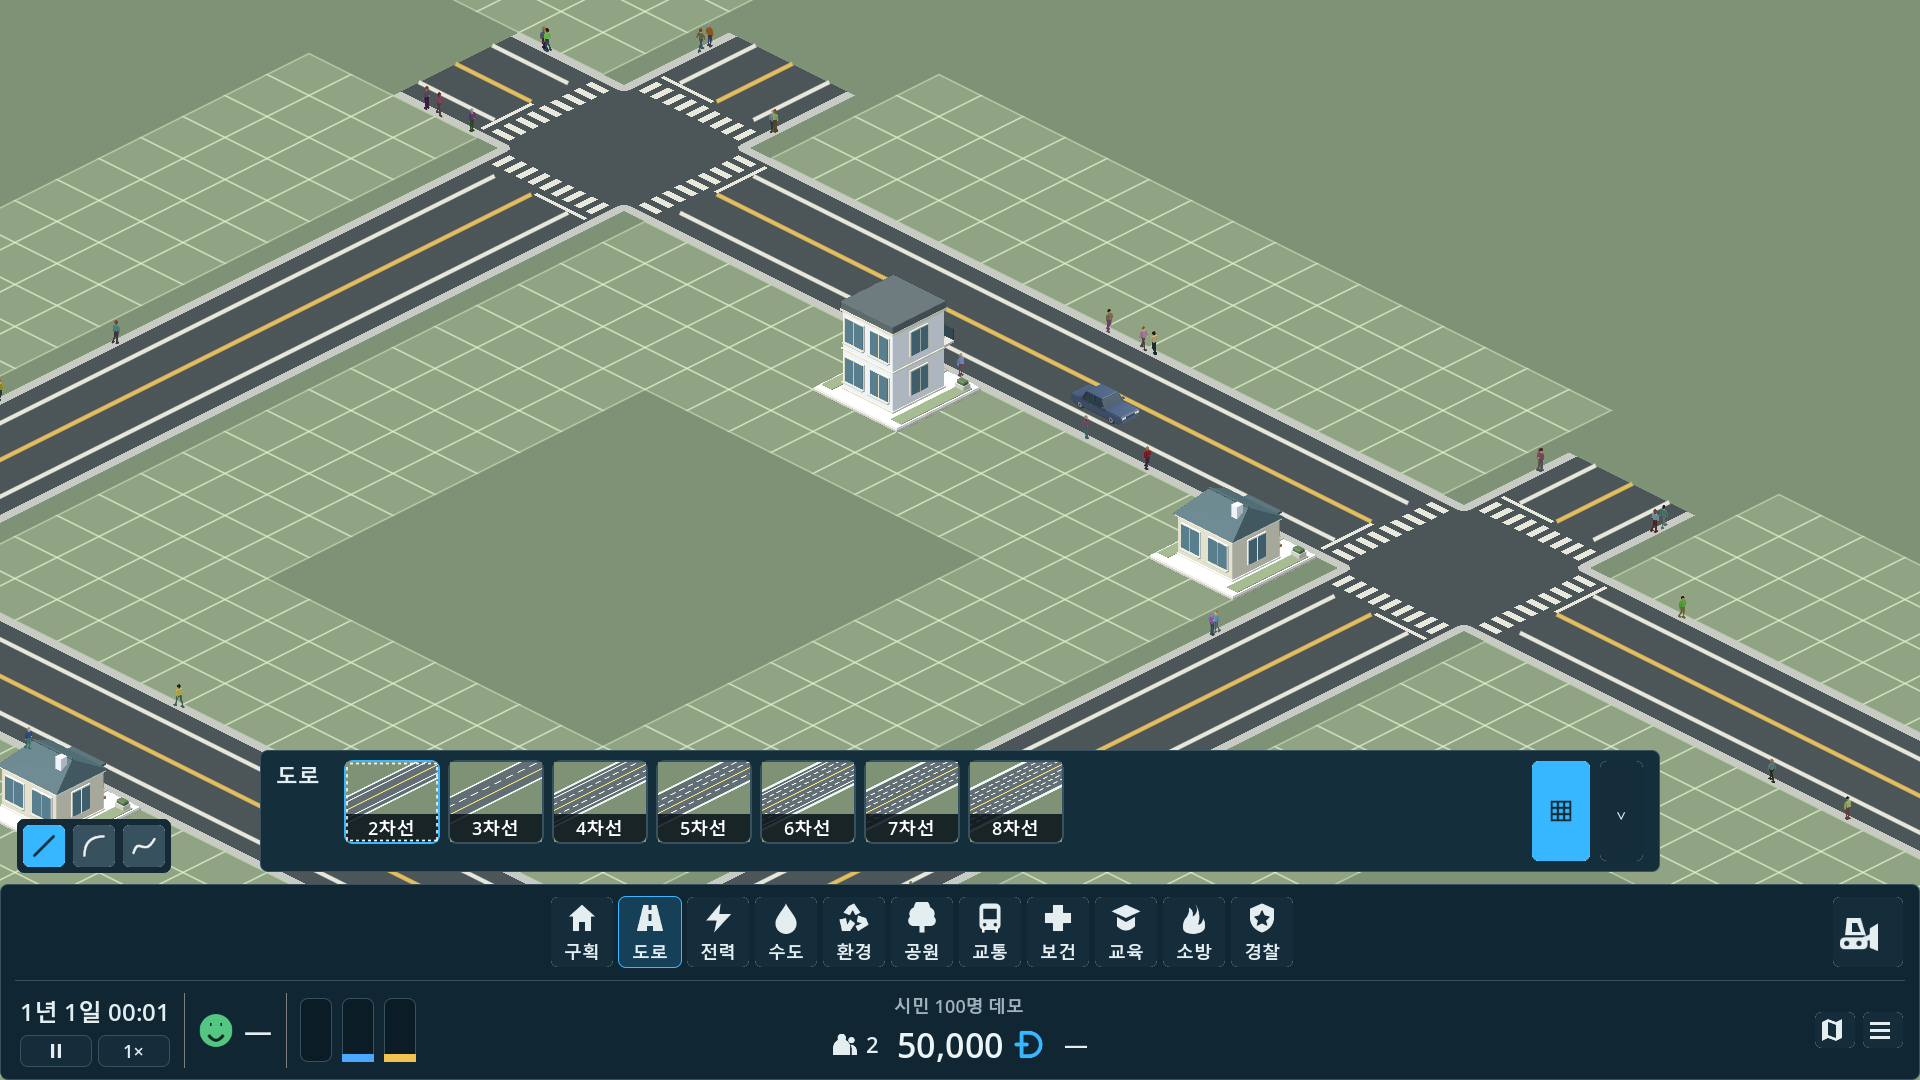 도로
2차선
3차선
4차선
5차선
6차선
7차선
8차선
구획
도로
전력
수도
환경
공원
교통
보건
교육
소방
경찰
1년 1일 00:01
1×
시민 100명 데모
2
50,000
—
—